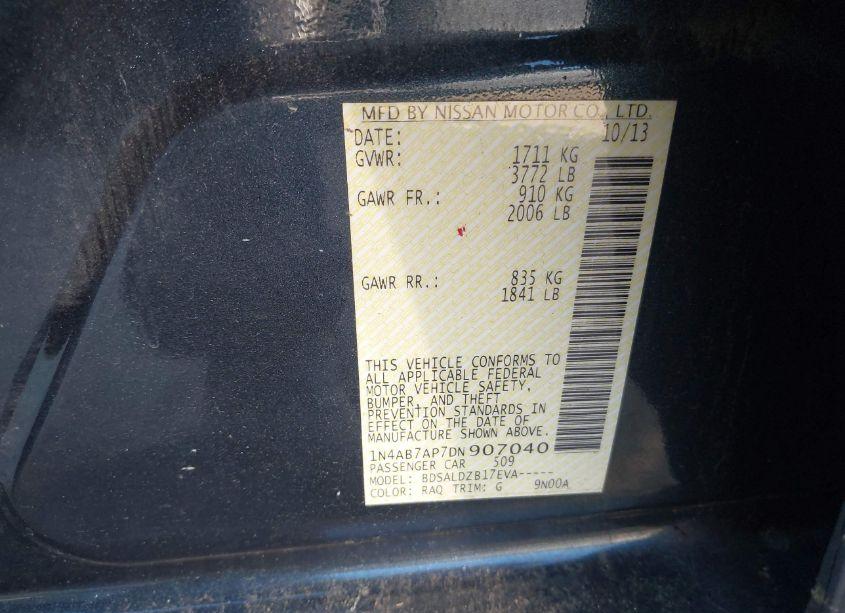 MFD BY NISSAN MOTOR CO., LTD.
DATE: 10/13
GVWR: 1711 KG
3772 LB
GAWR FR.: 910 KG
2006 LB
GAWR RR.: 835 KG
1841 LB
THIS VEHICLE CONFORMS TO
ALL APPLICABLE FEDERAL
MOTOR VEHICLE SAFETY,
BUMPER, AND THEFT
PREVENTION STANDARDS IN
EFFECT ON THE DATE OF
MANUFACTURE SHOWN ABOVE.
1N4AB7AP7DN907040
PASSENGER CAR 509
MODEL: BDSALDZB17EVA-----
COLOR: RAQ TRIM: G 9N00A